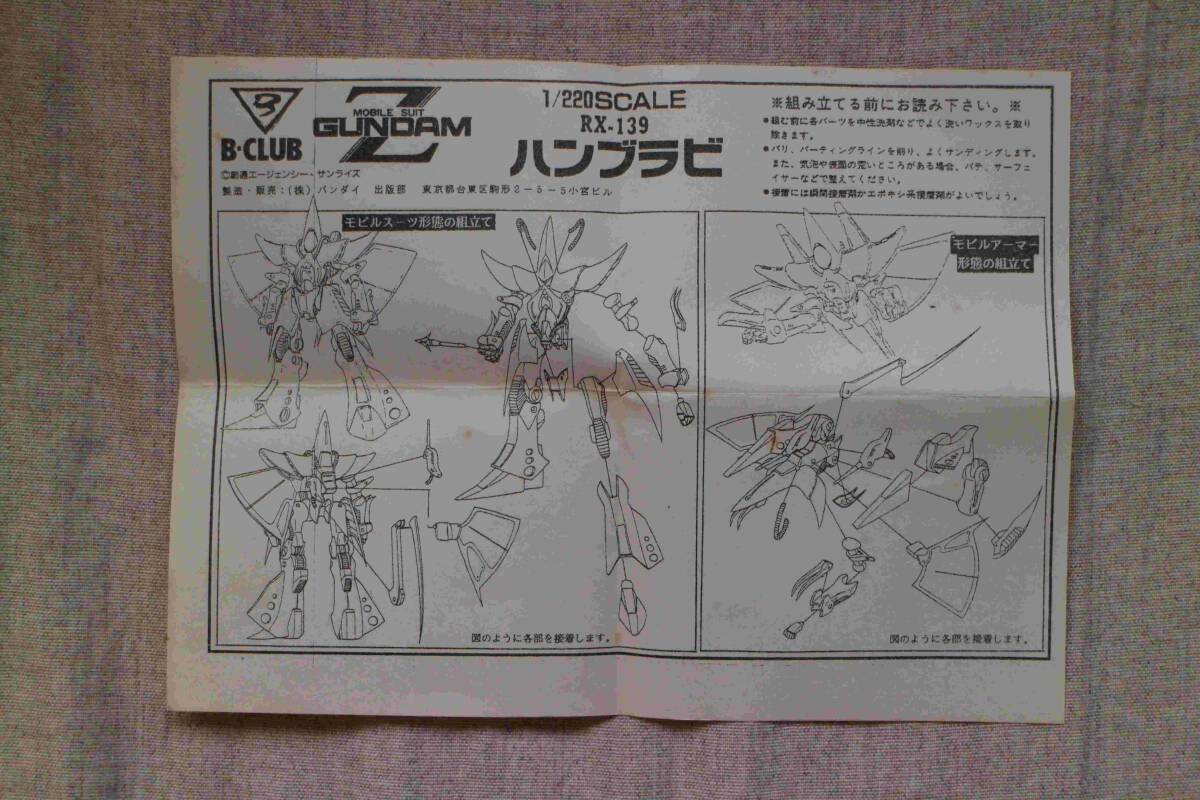 B-CLUB
MOBILE SUIT
Z
GUNDAM
1/220SCALE
RX-139
ハンブラビ
©創通エージェンシー・サンライズ
製造・販売:(株)バンダイ 出版部 東京都台東区駒形2-5-5小宮ビル
※組み立てる前にお読み下さい。※
●組む前に各パーツを中性洗剤などでよく洗いワックスを取り
除きます。
●バリ、パーティングラインを削り、よくサンディングします。
また、気泡や表面の荒いところがある場合、パテ、サーフェ
イサーなどで整えてください。
●接着には瞬間接着剤かエポキシ系接着剤がよいでしょう。
モビルスーツ形態の組立て
図のように各部を接着します。
モビルアーマー
形態の組立て
図のように各部を接着します。